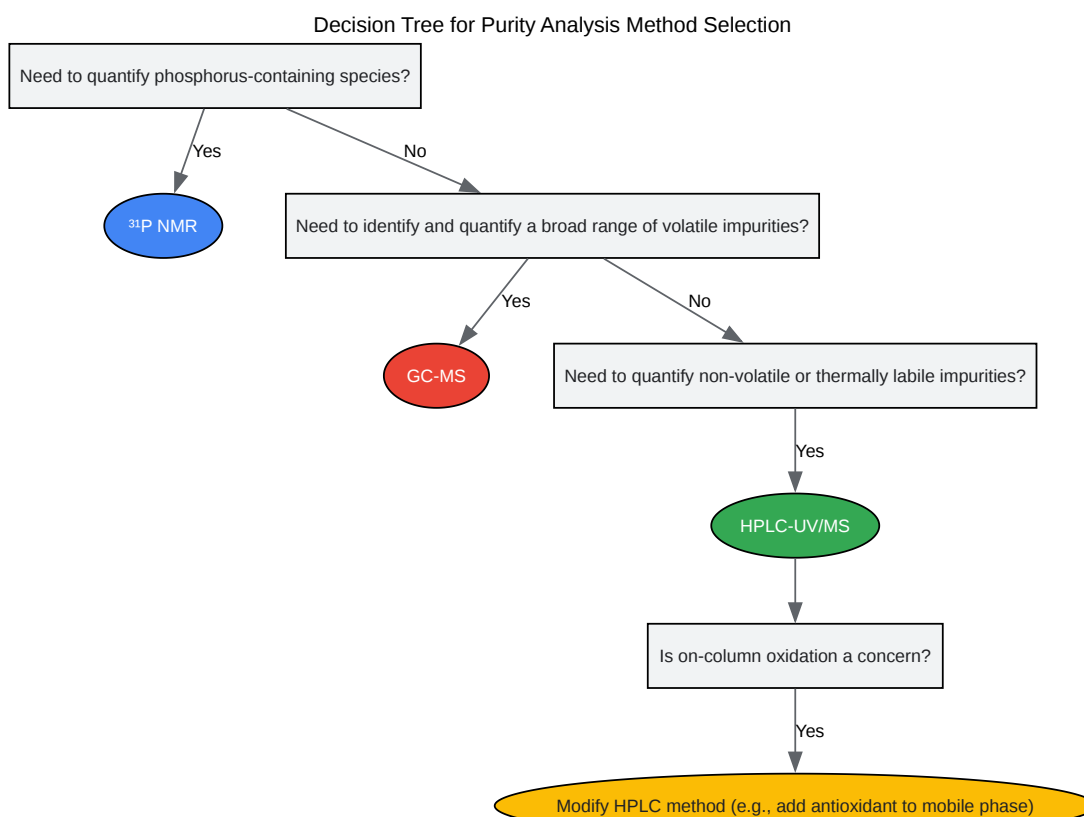 Decision Tree for Purity Analysis Method Selection
Need to quantify phosphorus-containing species?
Yes
No
³¹P NMR
Need to identify and quantify a broad range of volatile impurities?
Yes
No
GC-MS
Need to quantify non-volatile or thermally labile impurities?
Yes
HPLC-UV/MS
Is on-column oxidation a concern?
Yes
Modify HPLC method (e.g., add antioxidant to mobile phase)